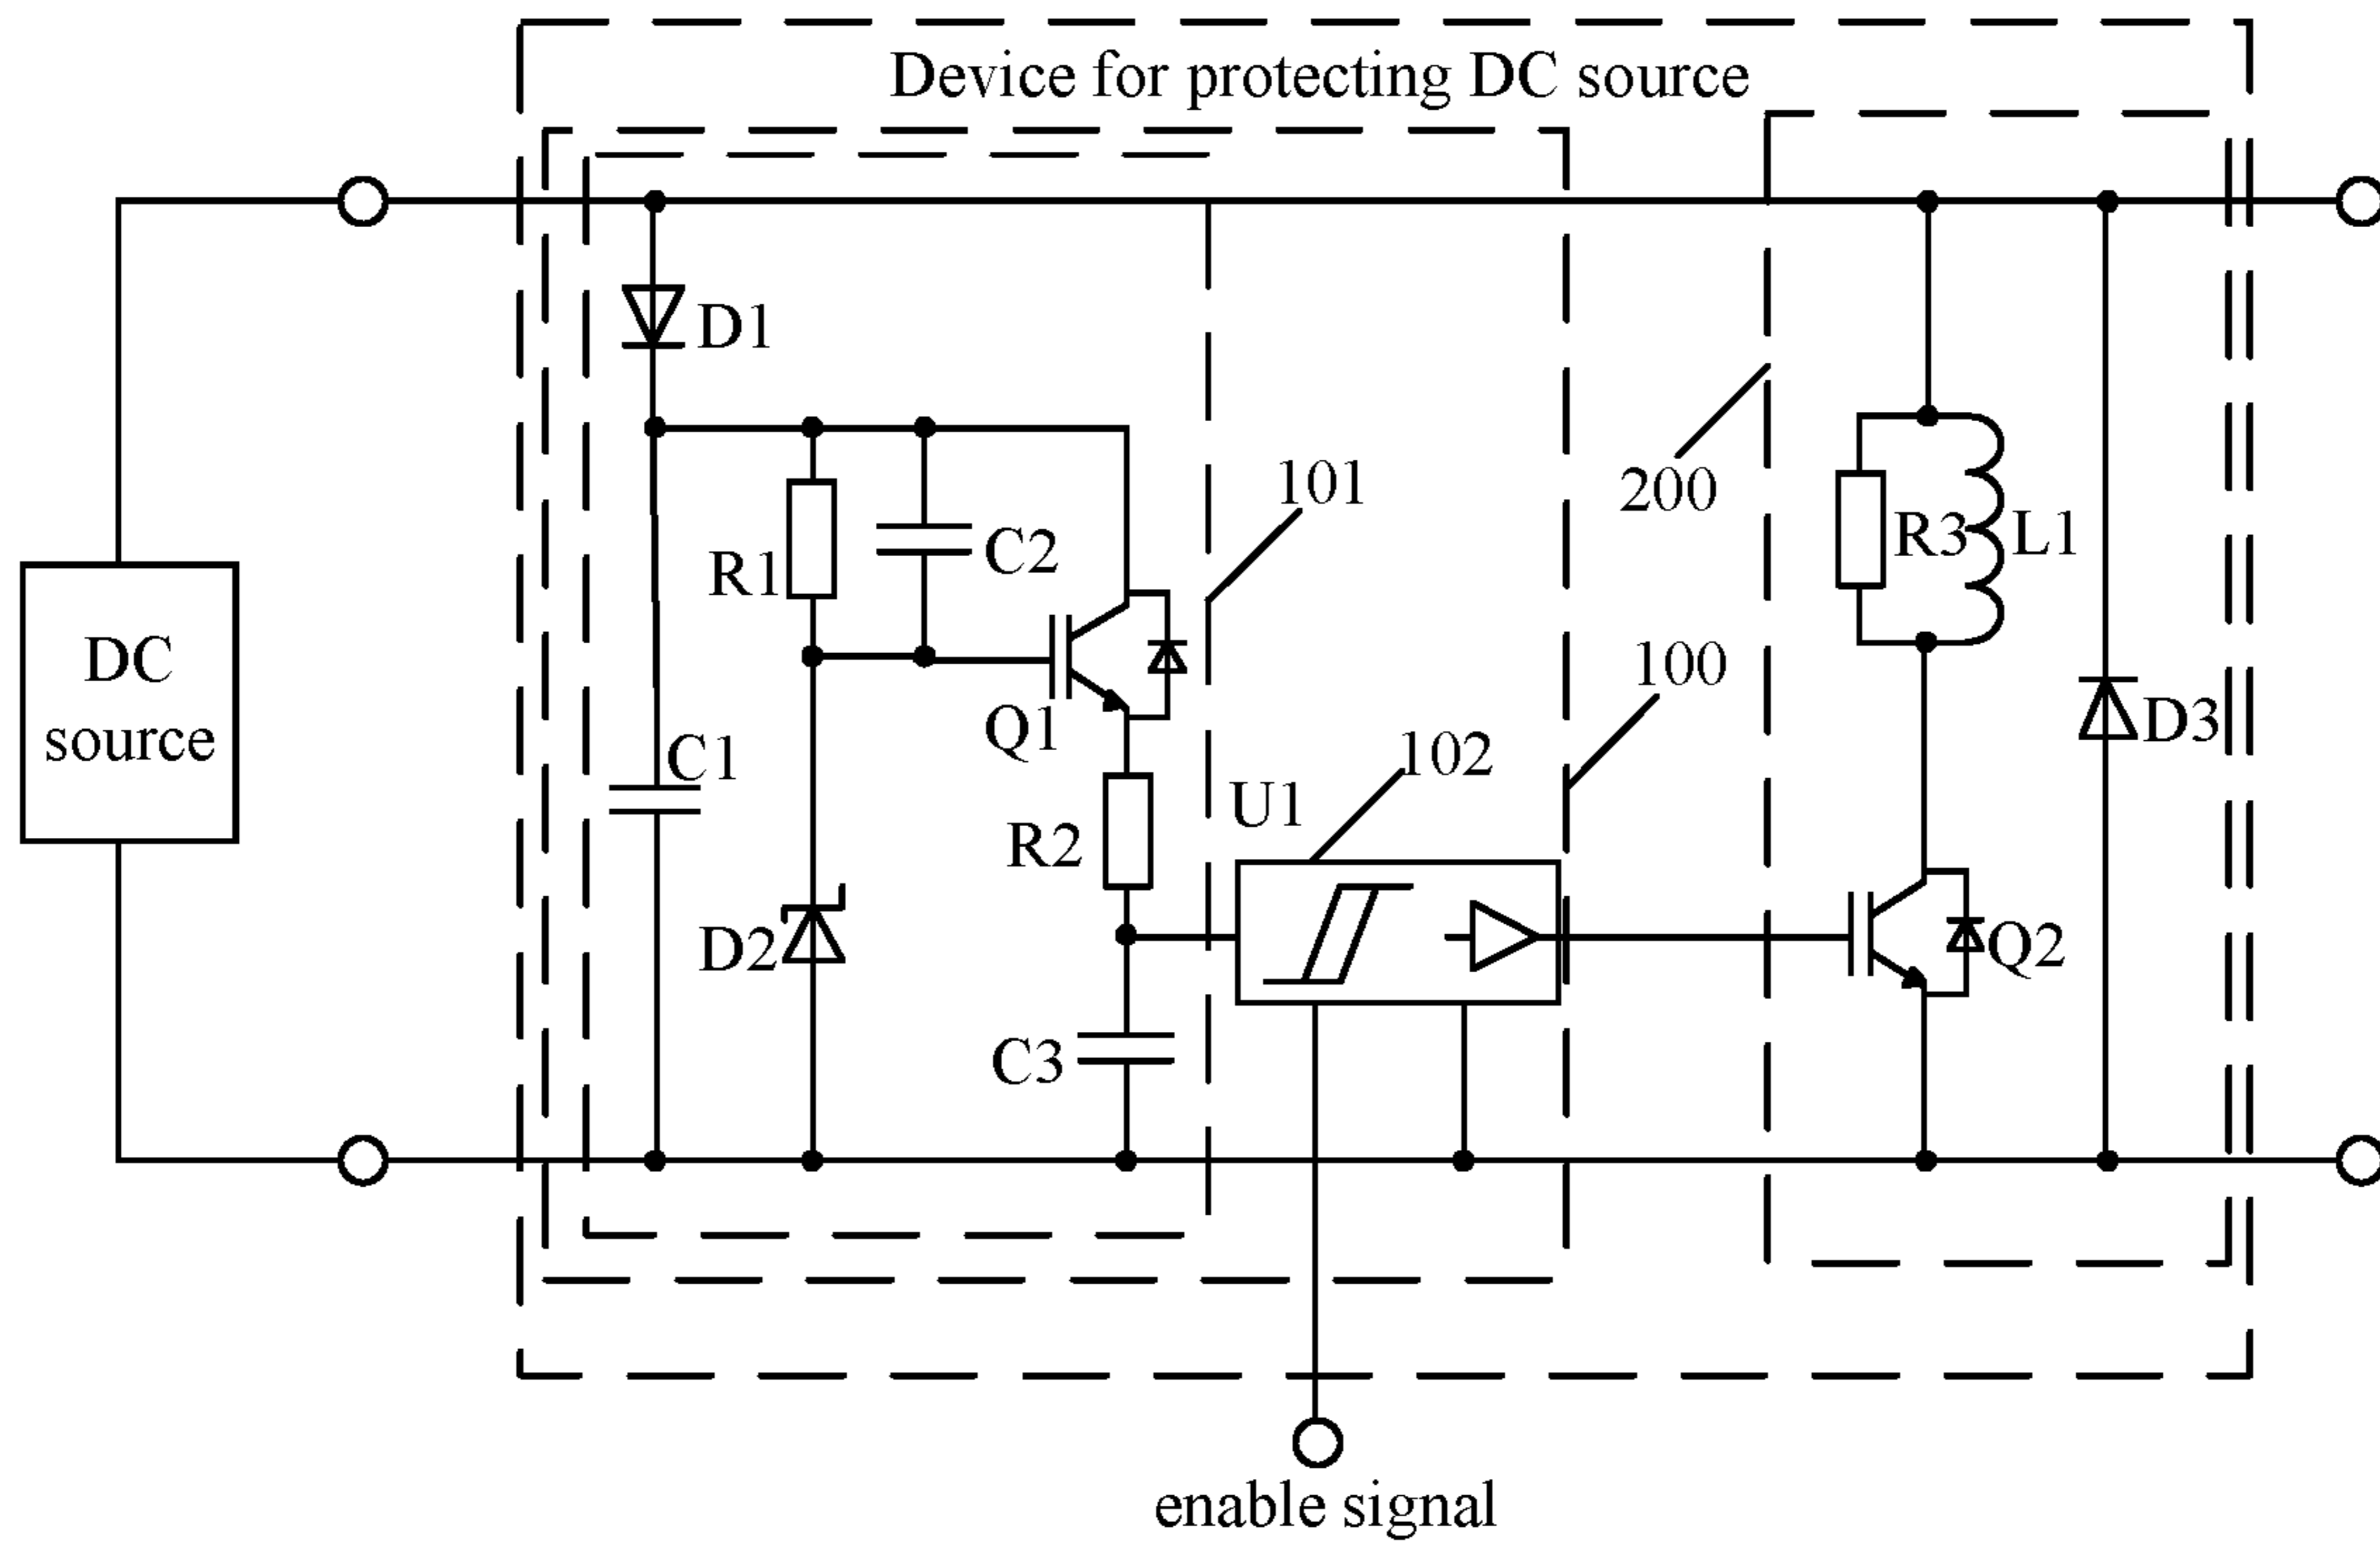 Device for protecting DC source
D1
101
200
R3
L1
R1
C2
DC
source
100
Q1
C1
102
D3
U1
R2
D2
Q2
C3
enable signal